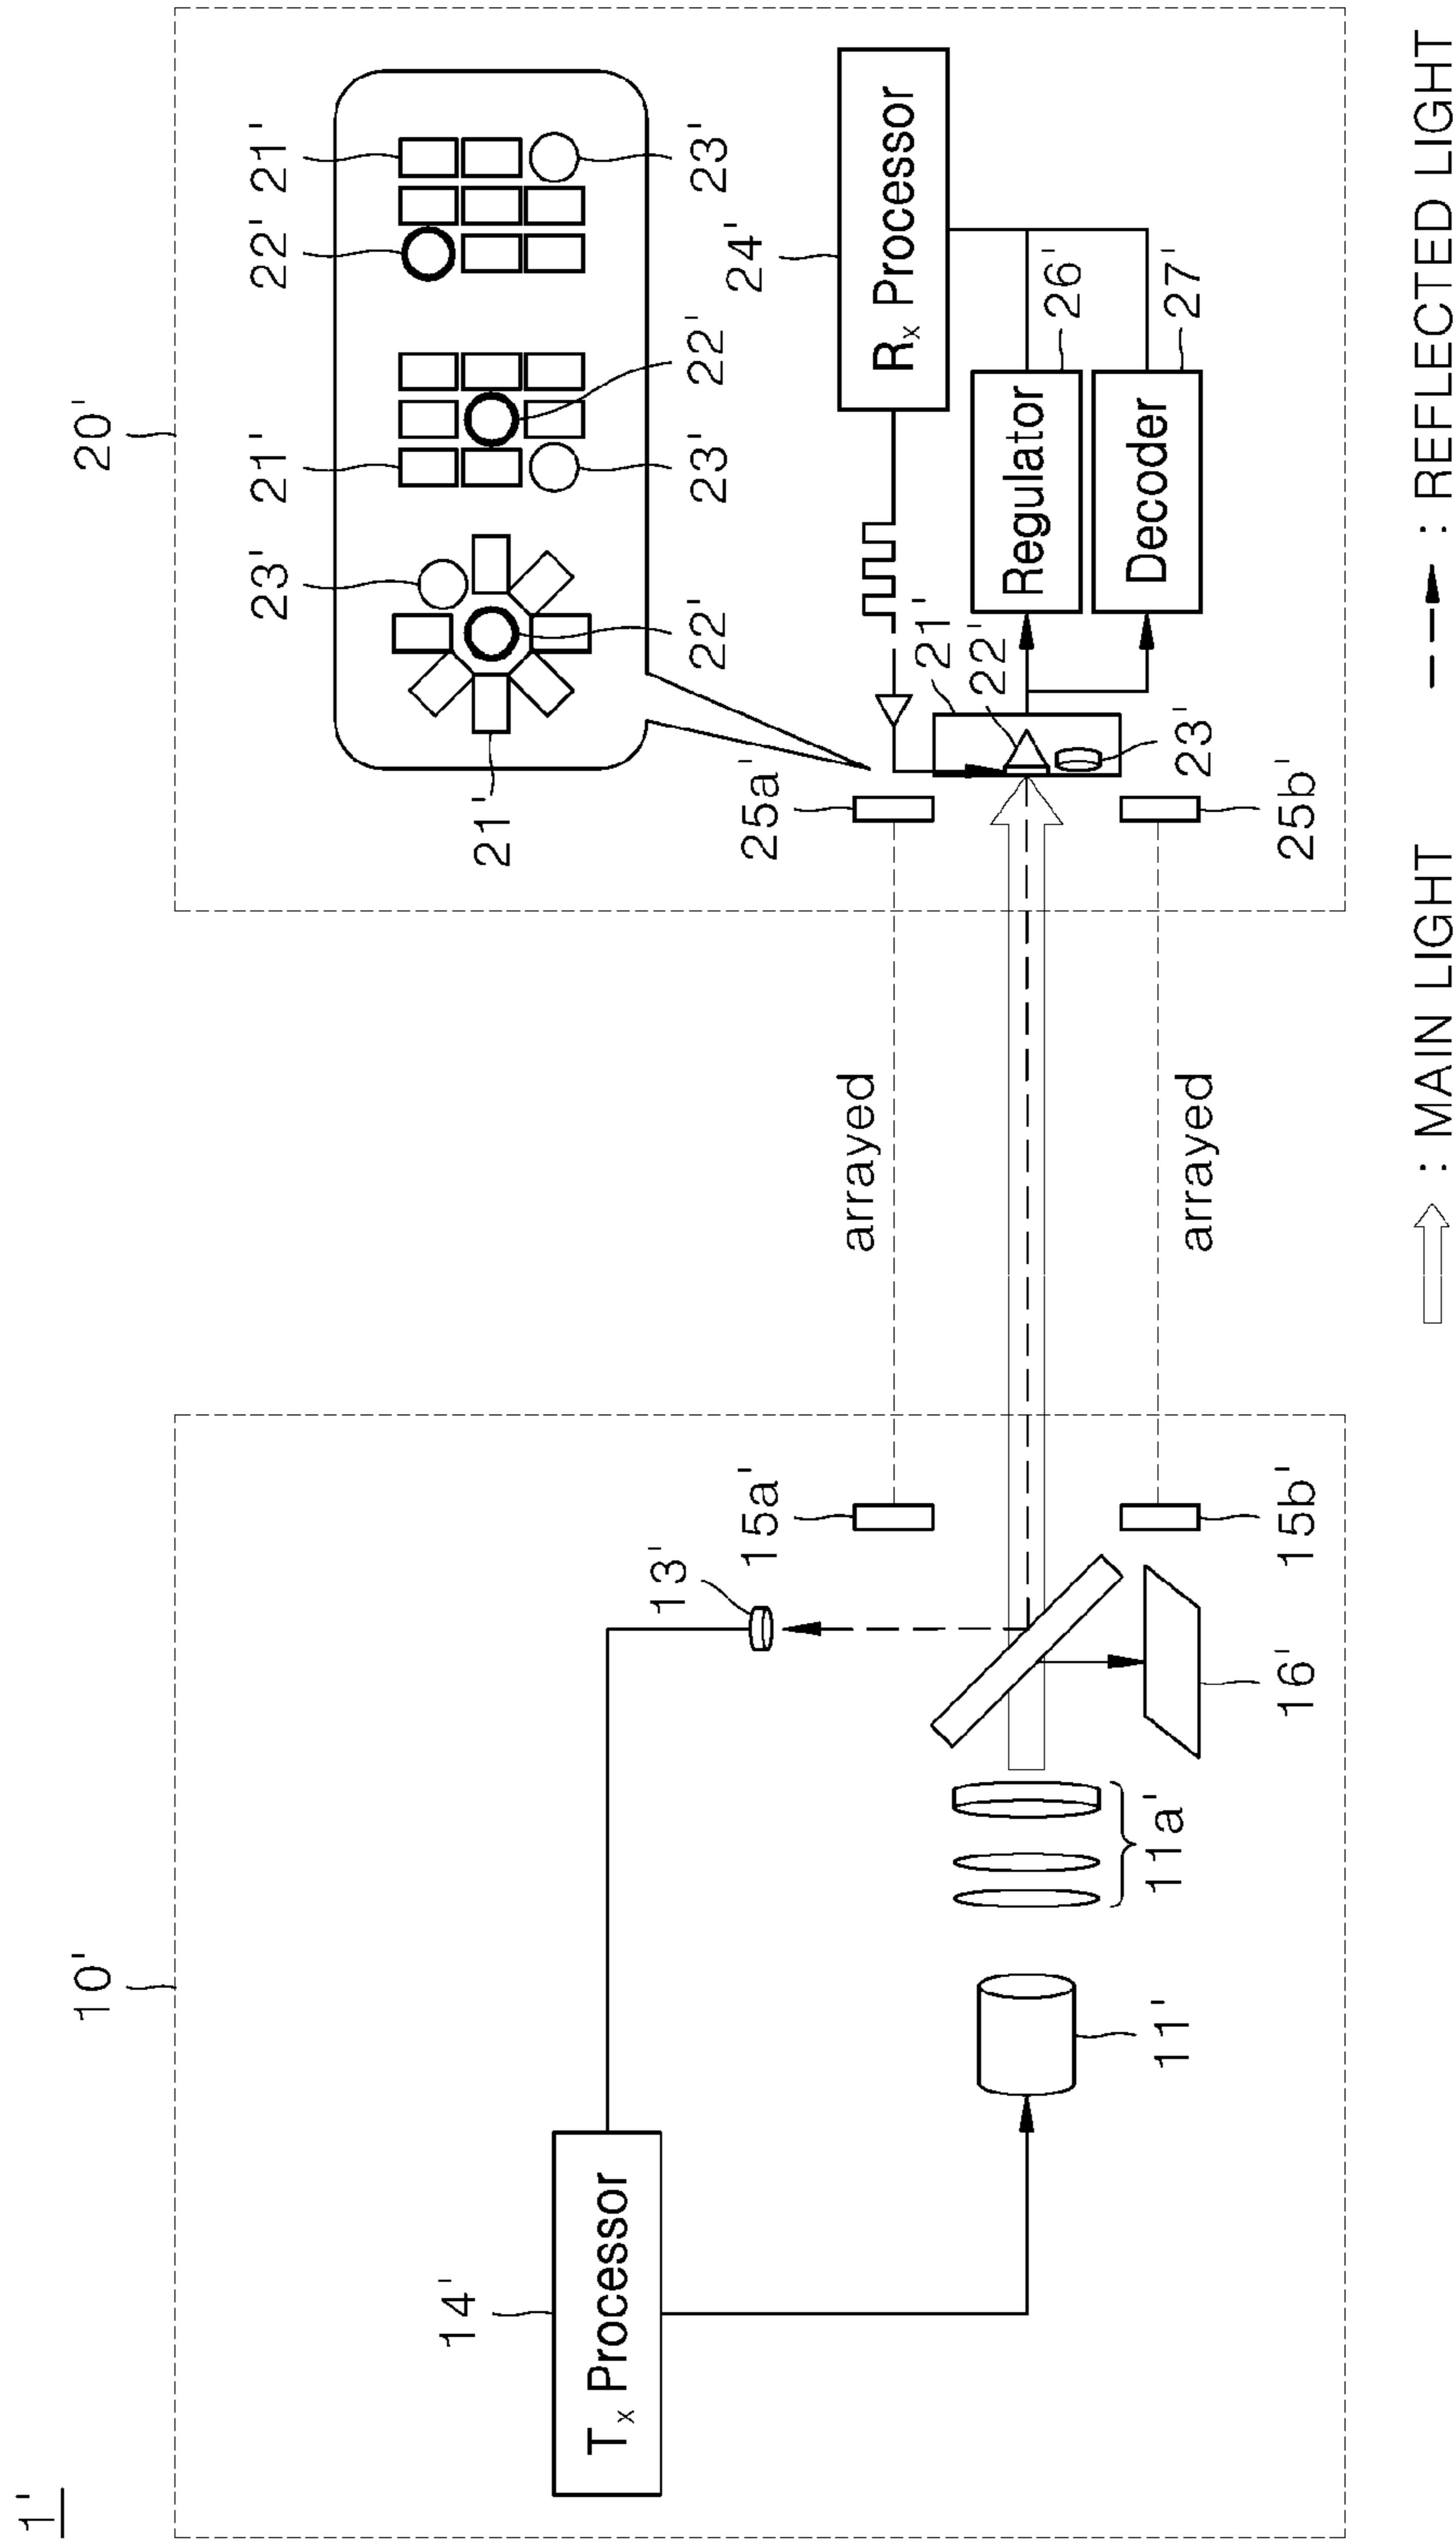 1'
10'
20'
14'
Tx Processor
13'
11'
11a'
16'
15a'
15b'
arrayed
arrayed
25a'
25b'
21'
23'
22'
21'
23'
22'
22'
21'
23'
24'
Rx Processor
21'
22'
23'
Regulator
26'
Decoder
27'
: MAIN LIGHT
: REFLECTED LIGHT